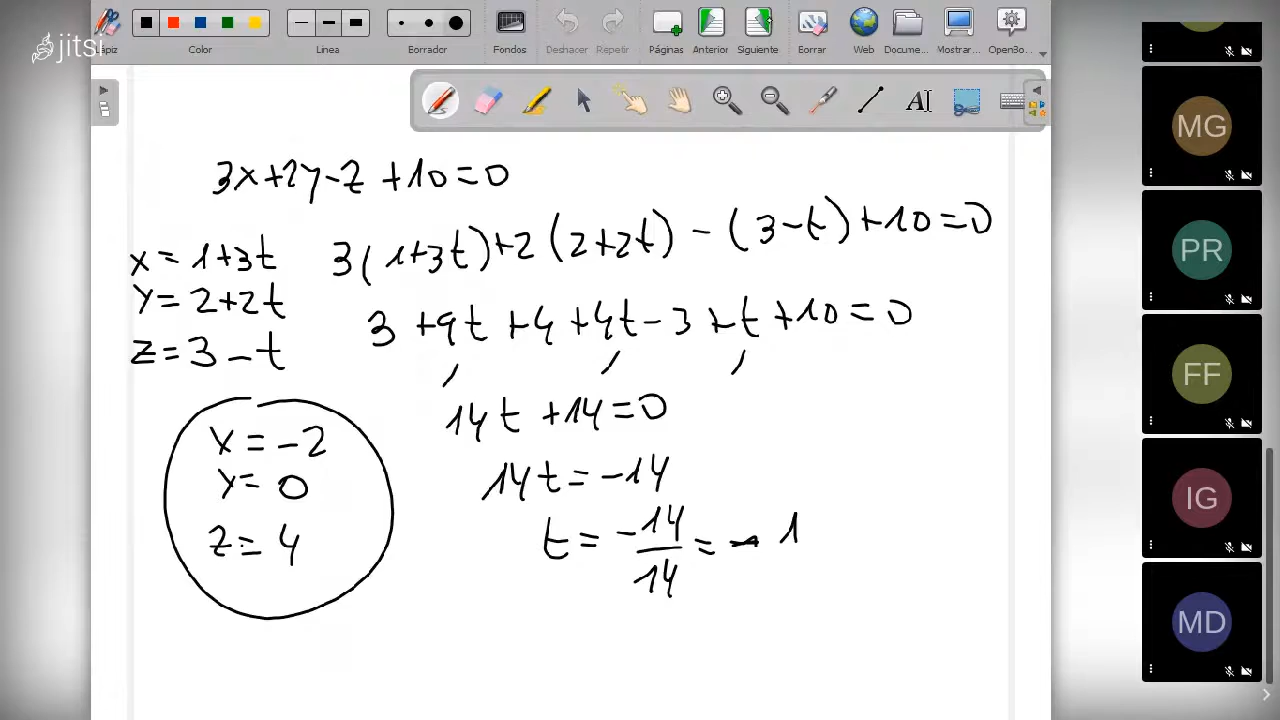 jitsi
Lápiz Color Línea Borrador Fondos Deshacer Repetir Páginas Anterior Siguiente Borrar Web Docume... Mostrar... OpenBo...
3x+2y-z+10=0
x=1+3t
y=2+2t
z=3-t
3(1+3t)+2(2+2t)-(3-t)+10=0
3+9t+4+4t-3+t+10=0
14t+14=0
14t=-14
t=-14/14=-1
x=-2
y=0
z=4
MG
PR
FF
IG
MD